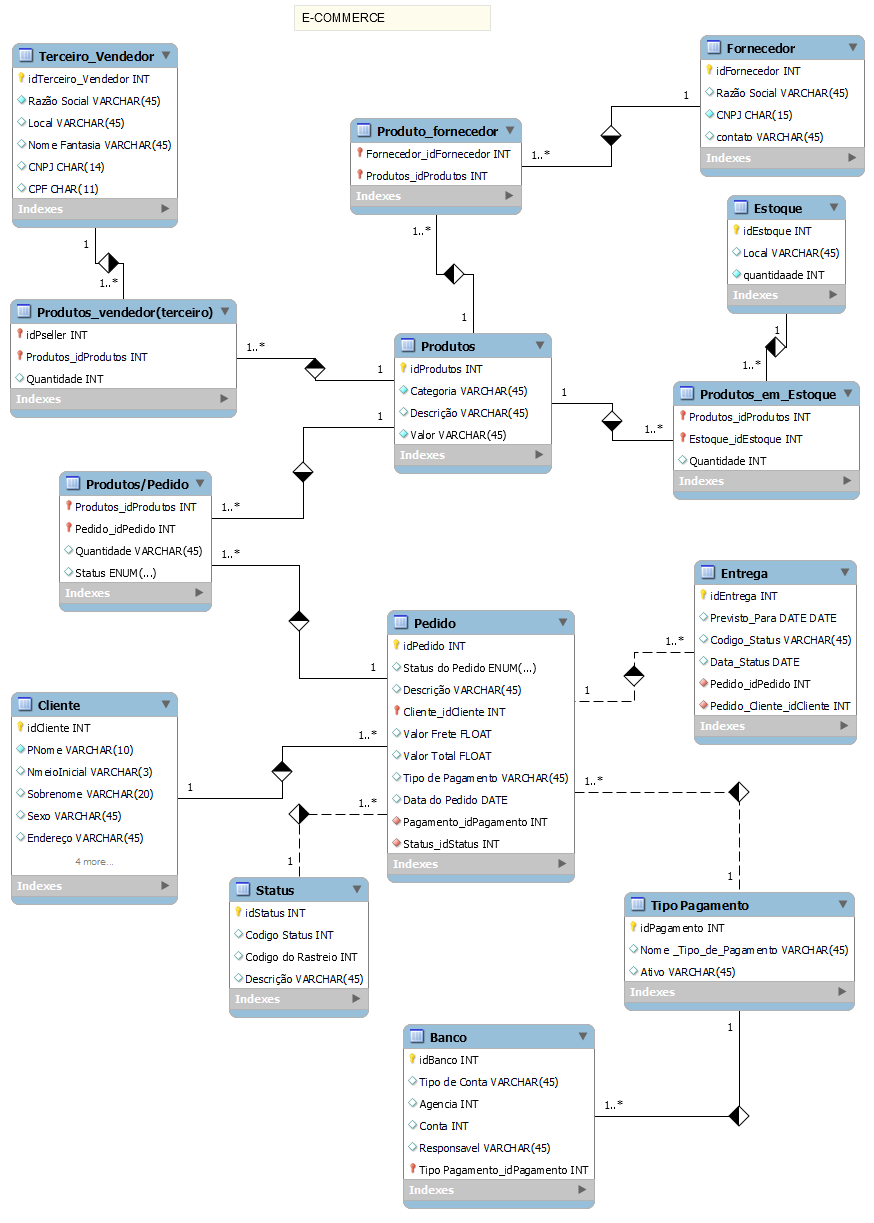 E-COMMERCE
Terceiro_Vendedor
idTerceiro_Vendedor INT
Razão Social VARCHAR(45)
Local VARCHAR(45)
Nome Fantasia VARCHAR(45)
CNPJ CHAR(14)
CPF CHAR(11)
Indexes
Fornecedor
idFornecedor INT
Razão Social VARCHAR(45)
CNPJ CHAR(15)
contato VARCHAR(45)
Indexes
1
Produto_fornecedor
Fornecedor_idFornecedor INT
Produtos_idProdutos INT
Indexes
1..*
1..*
1
Estoque
idEstoque INT
Local VARCHAR(45)
quantidaade INT
Indexes
1
1..*
1
1..*
Produtos_vendedor(terceiro)
idPseller INT
Produtos_idProdutos INT
Quantidade INT
Indexes
1..*
1
Produtos
idProdutos INT
Categoria VARCHAR(45)
Descrição VARCHAR(45)
Valor VARCHAR(45)
Indexes
1
1
1..*
Produtos_em_Estoque
Produtos_idProdutos INT
Estoque_idEstoque INT
Quantidade INT
Indexes
Produtos/Pedido
Produtos_idProdutos INT
Pedido_idPedido INT
Quantidade VARCHAR(45)
Status ENUM(...)
Indexes
1..*
1..*
1
Entrega
idEntrega INT
Previsto_Para DATE DATE
Codigo_Status VARCHAR(45)
Data_Status DATE
Pedido_idPedido INT
Pedido_Cliente_idCliente INT
Indexes
1..*
1
Pedido
idPedido INT
Status do Pedido ENUM(...)
Descrição VARCHAR(45)
Cliente_idCliente INT
Valor Frete FLOAT
Valor Total FLOAT
Tipo de Pagamento VARCHAR(45)
Data do Pedido DATE
Pagamento_idPagamento INT
Status_idStatus INT
Indexes
Cliente
idCliente INT
PNome VARCHAR(10)
NmeioInicial VARCHAR(3)
Sobrenome VARCHAR(20)
Sexo VARCHAR(45)
Endereço VARCHAR(45)
4 more...
Indexes
1
1..*
1..*
1
1..*
1
Status
idStatus INT
Codigo Status INT
Codigo do Rastreio INT
Descrição VARCHAR(45)
Indexes
Tipo Pagamento
idPagamento INT
Nome _Tipo_de_Pagamento VARCHAR(45)
Ativo VARCHAR(45)
Indexes
1
1..*
Banco
idBanco INT
Tipo de Conta VARCHAR(45)
Agencia INT
Conta INT
Responsavel VARCHAR(45)
Tipo Pagamento_idPagamento INT
Indexes